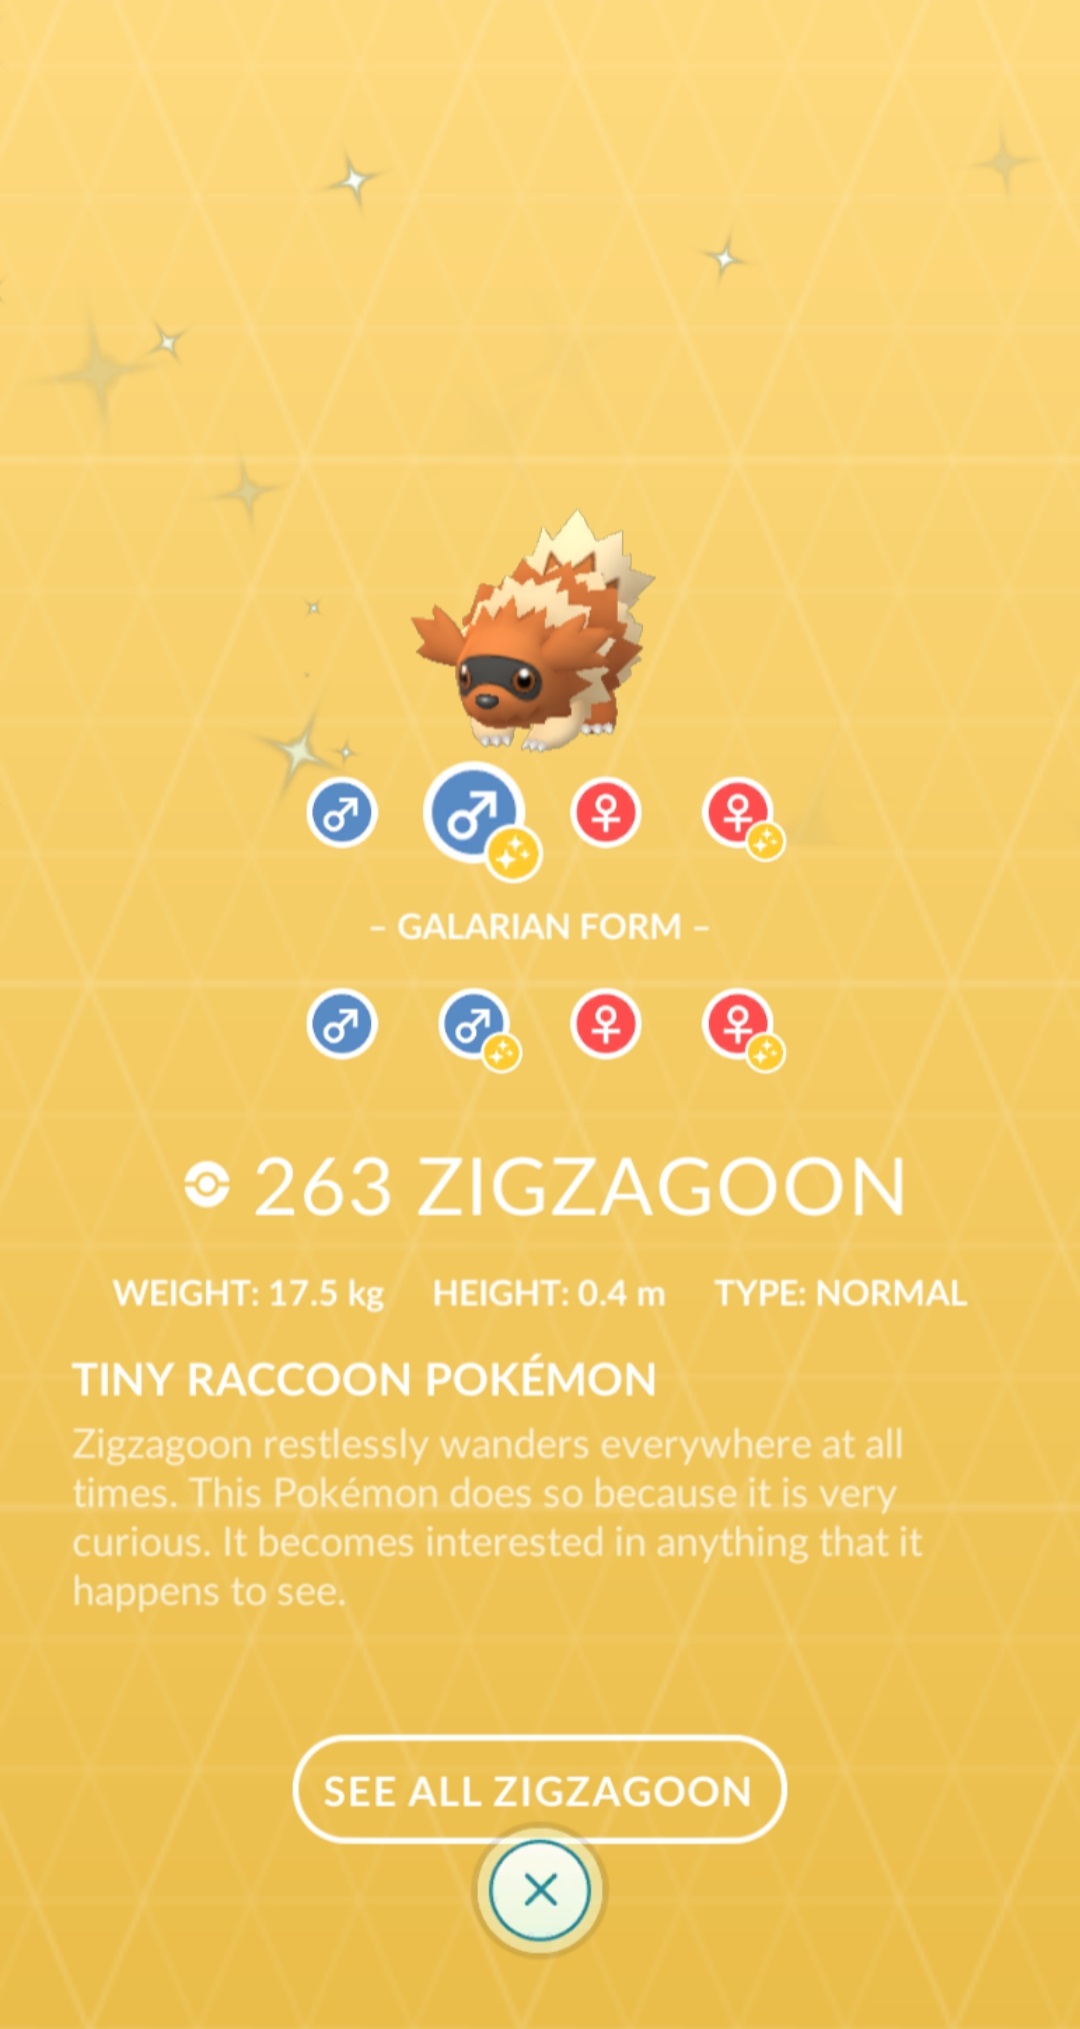 – GALARIAN FORM –
263 ZIGZAGOON
WEIGHT: 17.5 kg HEIGHT: 0.4 m TYPE: NORMAL
TINY RACCOON POKÉMON
Zigzagoon restlessly wanders everywhere at all
times. This Pokémon does so because it is very
curious. It becomes interested in anything that it
happens to see.
SEE ALL ZIGZAGOON